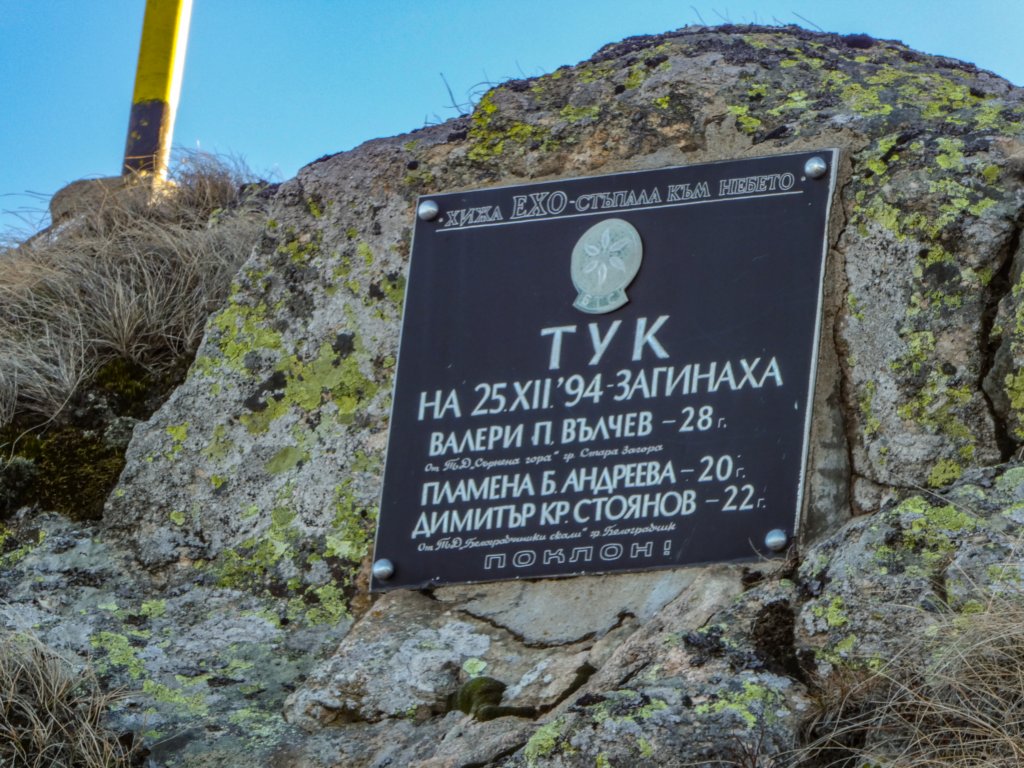 ХИЖА ЕХО-СТЪПАЛА КЪМ НЕБЕТО
БТС
ТУК
НА 25.XII.'94-ЗАГИНАХА
ВАЛЕРИ П. ВЪЛЧЕВ – 28 г.
От ТД„Сърнена гора" гр. Стара Загора
ПЛАМЕНА Б. АНДРЕЕВА – 20 г.
ДИМИТЪР КР. СТОЯНОВ – 22 г.
От ТД„Белоградчишки скали" гр. Белоградчик
ПОКЛОН!